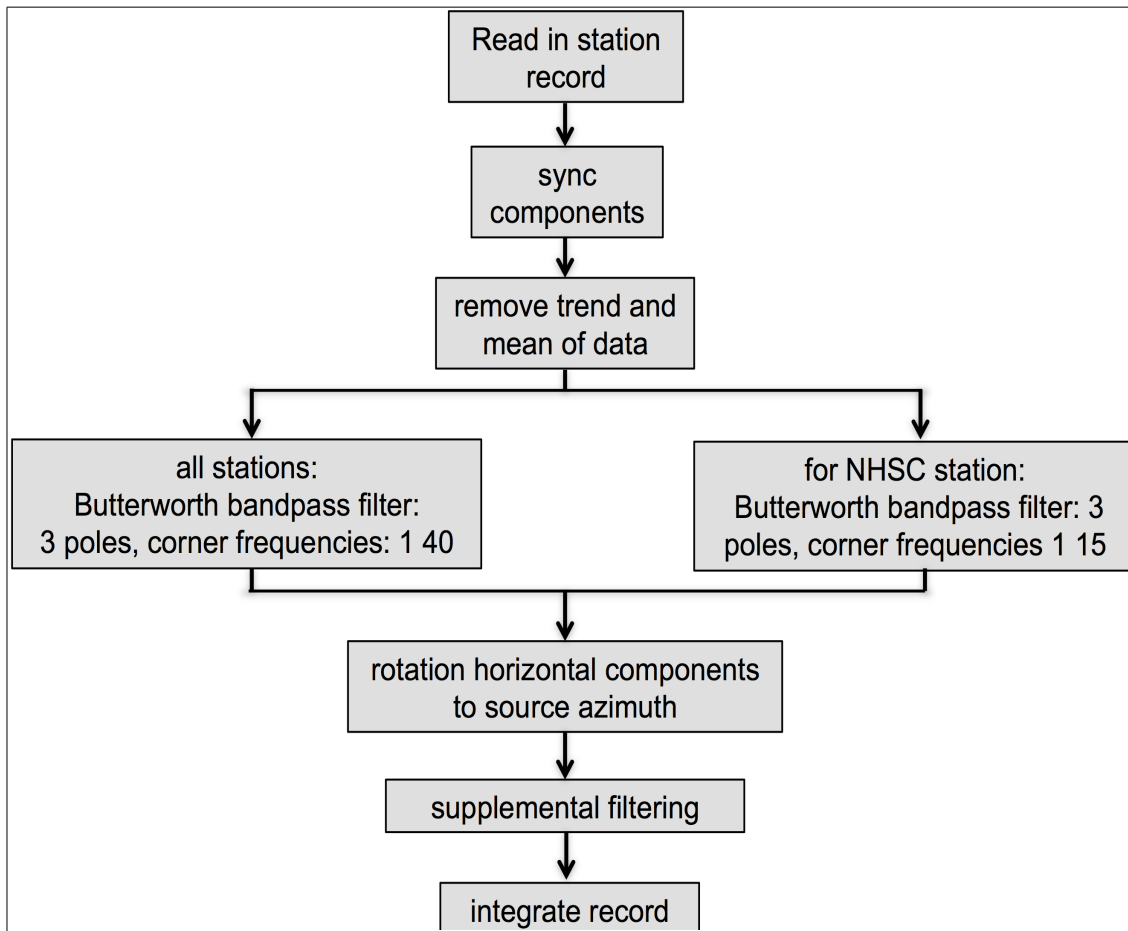 Read in station
record
sync
components
remove trend and
mean of data
all stations:
Butterworth bandpass filter:
3 poles, corner frequencies: 1 40
for NHSC station:
Butterworth bandpass filter: 3
poles, corner frequencies 1 15
rotation horizontal components
to source azimuth
supplemental filtering
integrate record